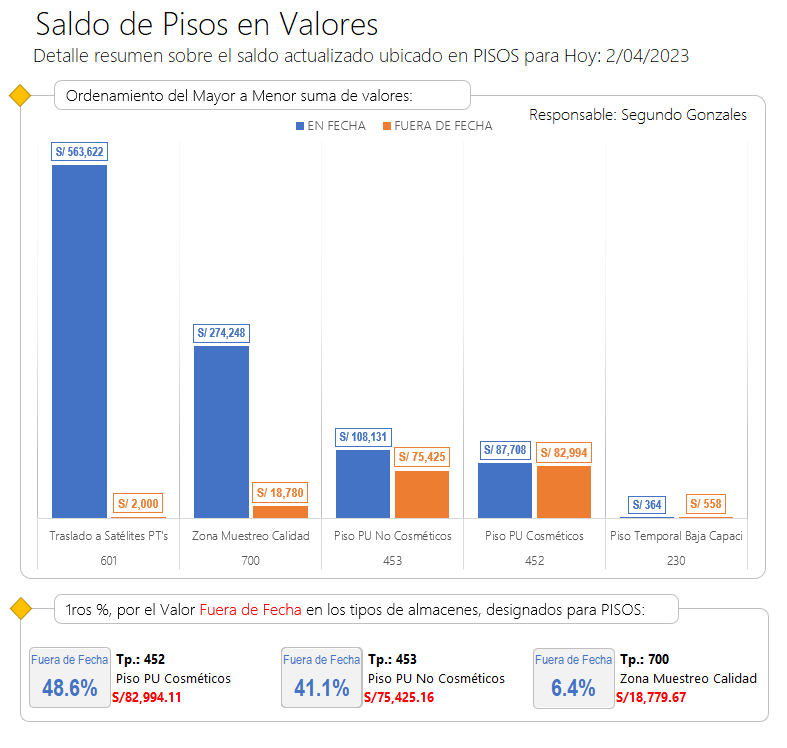 Saldo de Pisos en Valores
Detalle resumen sobre el saldo actualizado ubicado en PISOS para Hoy: 2/04/2023
Ordenamiento del Mayor a Menor suma de valores:
Responsable: Segundo Gonzales
EN FECHA FUERA DE FECHA
S/ 563,622
S/ 2,000
S/ 274,248
S/ 18,780
S/ 108,131
S/ 75,425
S/ 87,708
S/ 82,994
S/ 364
S/ 558
Traslado a Satélites PT's
Zona Muestreo Calidad
Piso PU No Cosméticos
Piso PU Cosméticos
Piso Temporal Baja Capaci
601
700
453
452
230
1ros %, por el Valor Fuera de Fecha en los tipos de almacenes, designados para PISOS:
Fuera de Fecha
48.6%
Tp.: 452
Piso PU Cosméticos
S/82,994.11
Fuera de Fecha
41.1%
Tp.: 453
Piso PU No Cosméticos
S/75,425.16
Fuera de Fecha
6.4%
Tp.: 700
Zona Muestreo Calidad
S/18,779.67